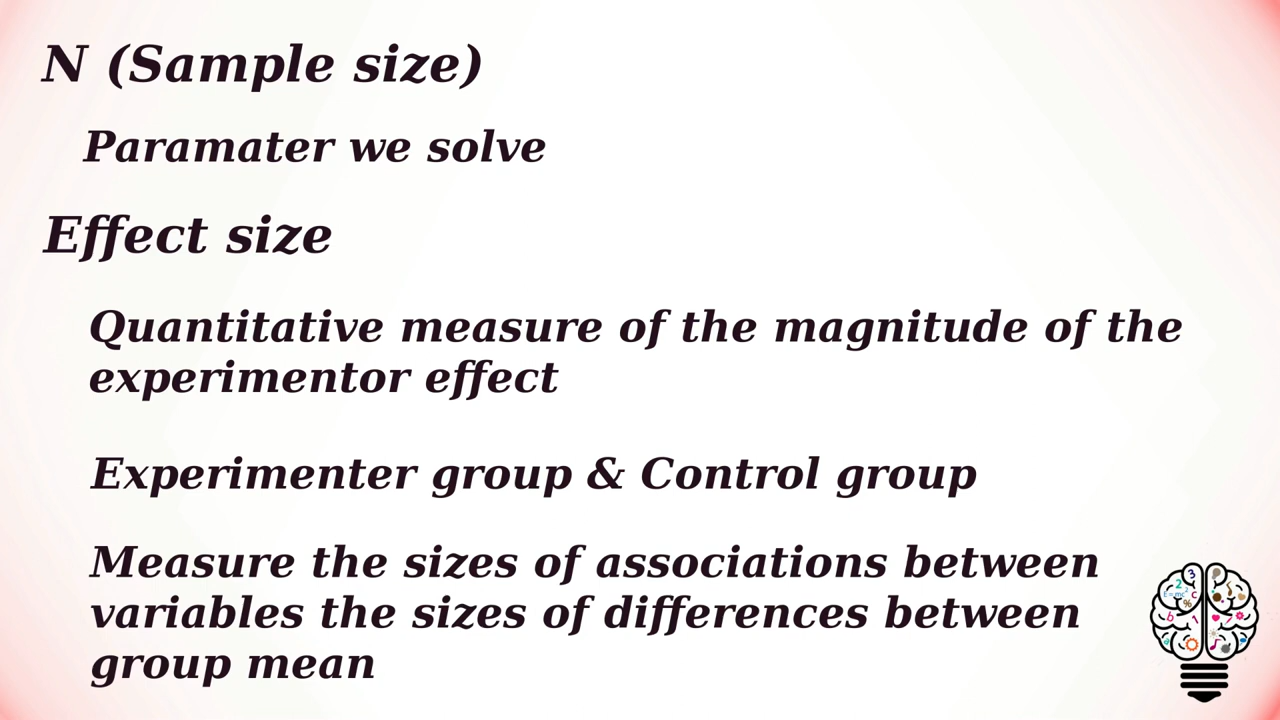 N (Sample size)
Paramater we solve
Effect size
Quantitative measure of the magnitude of the
experimentor effect
Experimenter group & Control group
Measure the sizes of associations between
variables the sizes of differences between
group mean